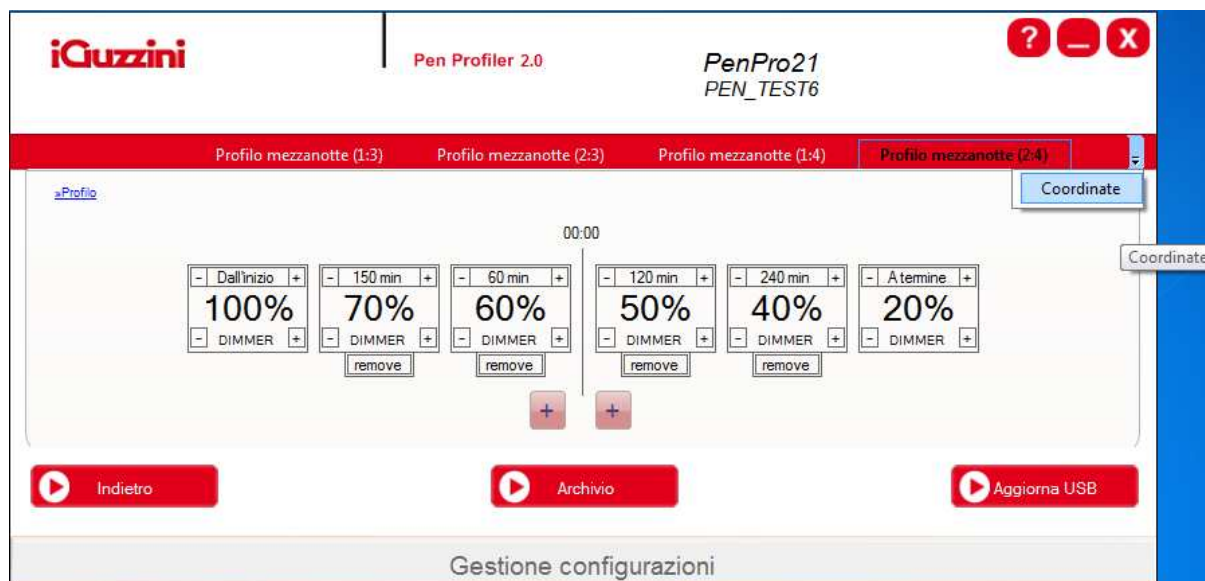 iGuzzini
Pen Profiler 2.0
PenPro21
PEN_TEST6
? _ X
Profilo mezzanotte (1:3) Profilo mezzanotte (2:3) Profilo mezzanotte (1:4) Profilo mezzanotte (2:4)
»Profilo
Coordinate
Coordinate
00:00
- Dall'inizio + - 150 min + - 60 min + - 120 min + - 240 min + - A termine +
100% 70% 60% 50% 40% 20%
- DIMMER + - DIMMER + - DIMMER + - DIMMER + - DIMMER + - DIMMER +
remove remove remove remove
+ +
Indietro Archivio Aggiorna USB
Gestione configurazioni